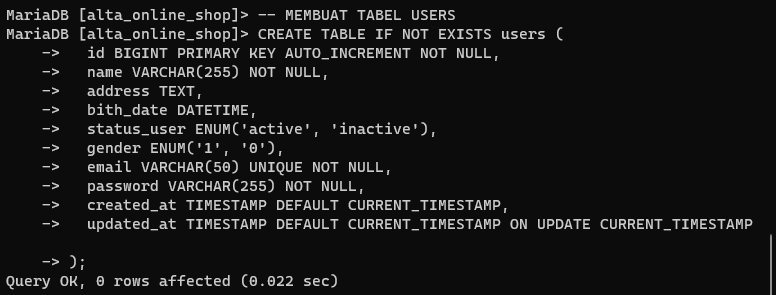 MariaDB [alta_online_shop]> -- MEMBUAT TABEL USERS
MariaDB [alta_online_shop]> CREATE TABLE IF NOT EXISTS users (
    ->   id BIGINT PRIMARY KEY AUTO_INCREMENT NOT NULL,
    ->   name VARCHAR(255) NOT NULL,
    ->   address TEXT,
    ->   bith_date DATETIME,
    ->   status_user ENUM('active', 'inactive'),
    ->   gender ENUM('1', '0'),
    ->   email VARCHAR(50) UNIQUE NOT NULL,
    ->   password VARCHAR(255) NOT NULL,
    ->   created_at TIMESTAMP DEFAULT CURRENT_TIMESTAMP,
    ->   updated_at TIMESTAMP DEFAULT CURRENT_TIMESTAMP ON UPDATE CURRENT_TIMESTAMP
    -> );
Query OK, 0 rows affected (0.022 sec)